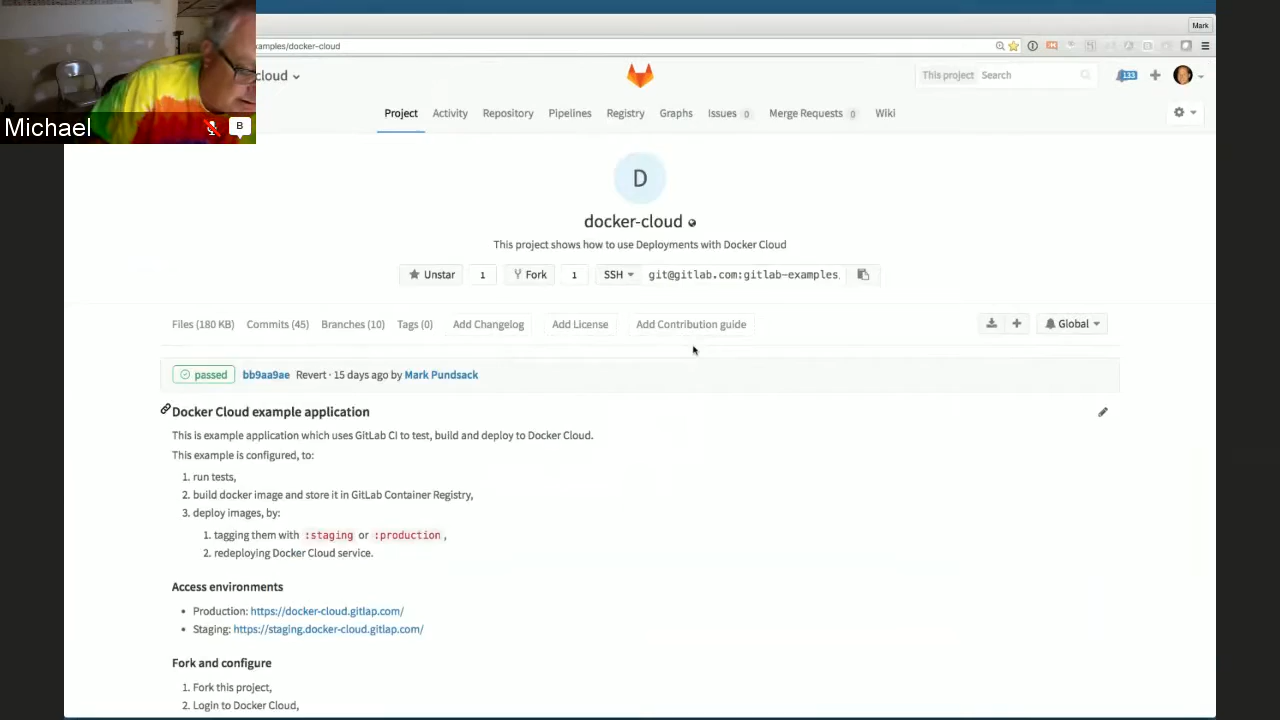 Mark
amples/docker-cloud
cloud
This project Search
133
Project Activity Repository Pipelines Registry Graphs Issues 0 Merge Requests 0 Wiki
Michael
B
D
docker-cloud
This project shows how to use Deployments with Docker Cloud
Unstar 1 Fork 1 SSH git@gitlab.com:gitlab-examples
Files (180 KB) Commits (45) Branches (10) Tags (0) Add Changelog Add License Add Contribution guide Global
passed bb9aa9ae Revert · 15 days ago by Mark Pundsack
Docker Cloud example application
This is example application which uses GitLab CI to test, build and deploy to Docker Cloud.
This example is configured, to:
1. run tests,
2. build docker image and store it in GitLab Container Registry,
3. deploy images, by:
1. tagging them with :staging or :production,
2. redeploying Docker Cloud service.
Access environments
• Production: https://docker-cloud.gitlap.com/
• Staging: https://staging.docker-cloud.gitlap.com/
Fork and configure
1. Fork this project,
2. Login to Docker Cloud,